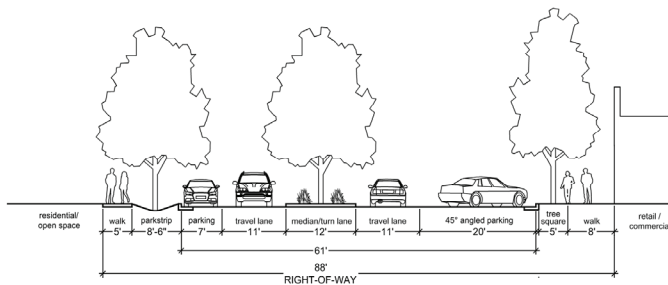 residential/
open space
walk
parkstrip
parking
travel lane
median/turn lane
travel lane
45° angled parking
tree
square
walk
retail /
commercia
5'
8'-6"
7'
11'
12'
11'
20'
5'
8'
61'
88'
RIGHT-OF-WAY